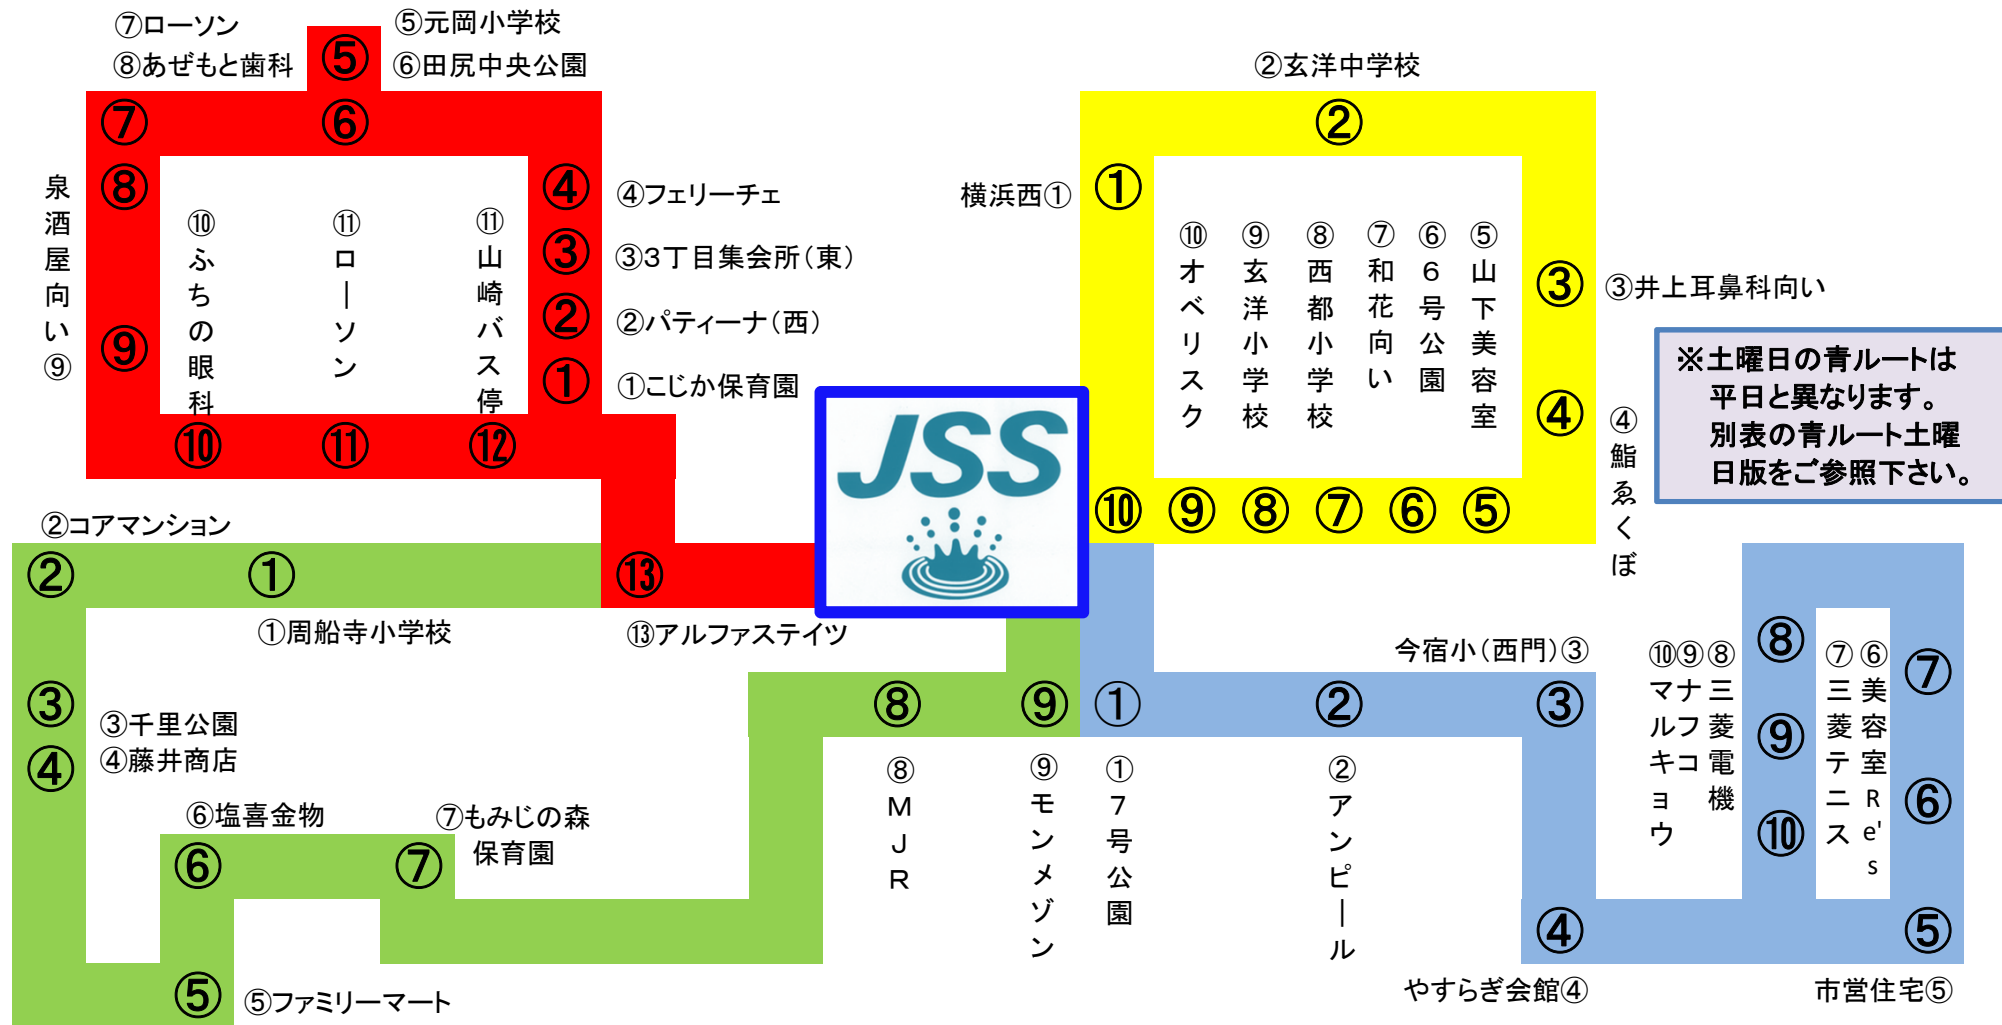 ⑦ローソン
⑧あぜもと歯科
⑤元岡小学校
⑥田尻中央公園
⑤
⑦
⑥
⑧
④
③
②
①
⑨
⑩
⑪
⑫
⑬
泉酒屋向い⑨
⑩ふちの眼科
⑪ローソン
⑪山崎バス停
④フェリーチェ
③3丁目集会所(東)
②パティーナ(西)
①こじか保育園
⑬アルファステイツ
JSS
②玄洋中学校
横浜西①
②
①
③
④
⑩
⑨
⑧
⑦
⑥
⑤
⑩オベリスク
⑨玄洋小学校
⑧西都小学校
⑦和花向い
⑥6号公園
⑤山下美容室
③井上耳鼻科向い
④鮨ゑくぼ
※土曜日の青ルートは
平日と異なります。
別表の青ルート土曜
日版をご参照下さい。
②コアマンション
②
①
①周船寺小学校
③
④
③千里公園
④藤井商店
⑥塩喜金物
⑦もみじの森
保育園
⑥
⑦
⑤
⑤ファミリーマート
⑧
⑨
⑧MJR
⑨モンメゾン
①
②
③
①7号公園
②アンピール
今宿小(西門)③
④
やすらぎ会館④
⑤
市営住宅⑤
⑩マルキョウ
⑨ナフコ
⑧三菱電機
⑧
⑨
⑩
⑦三菱テニス
⑥美容室Re's
⑦
⑥